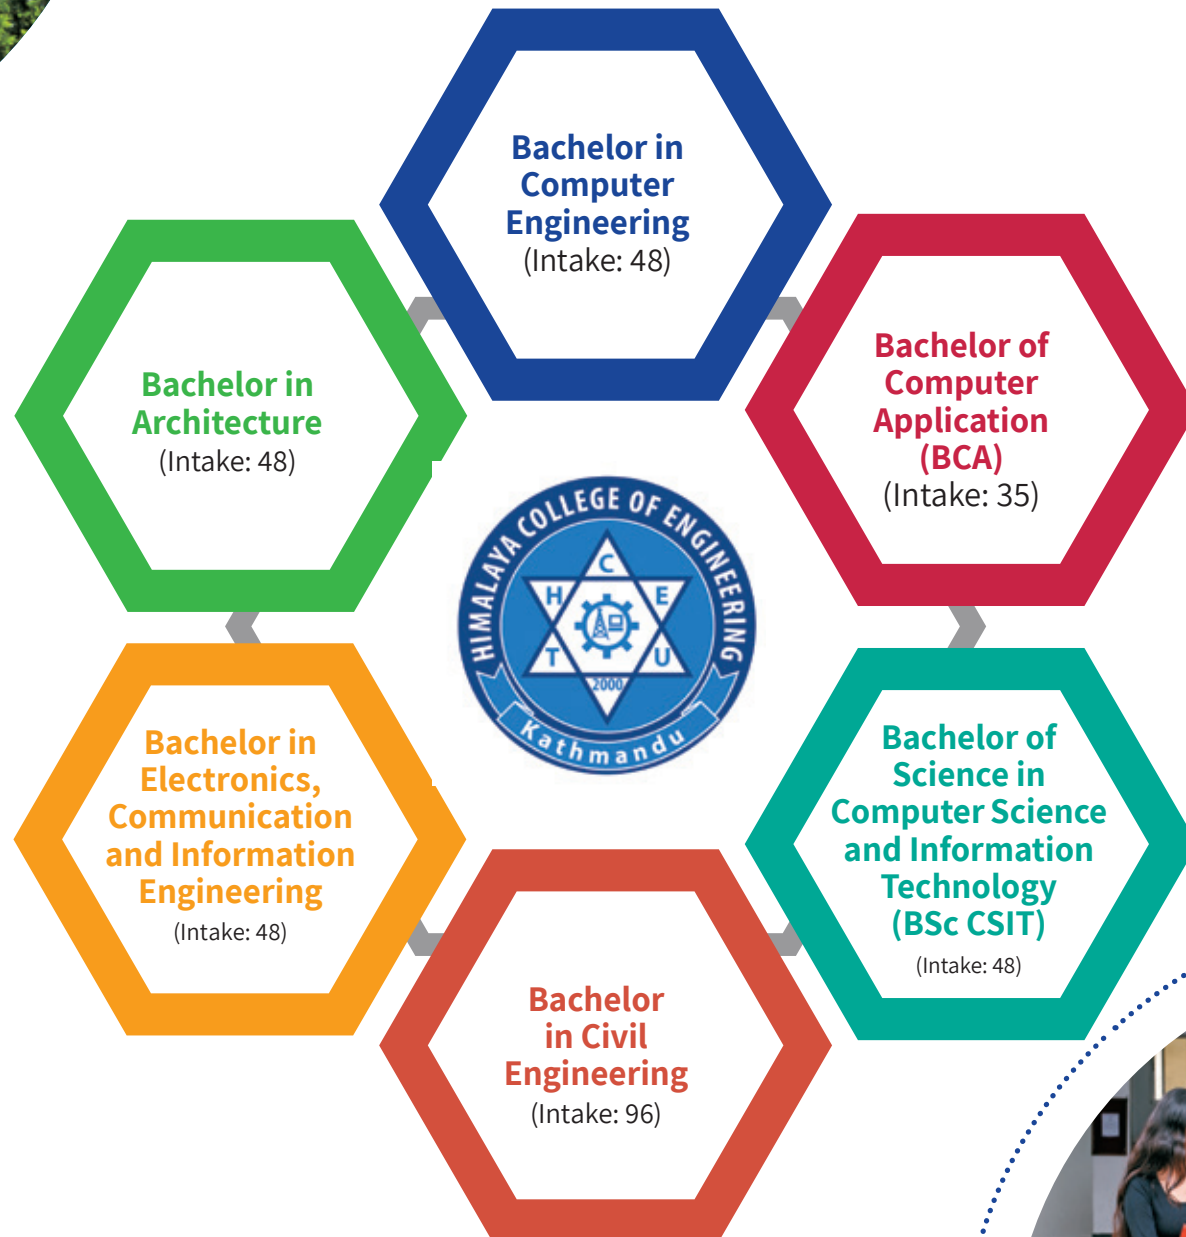 Bachelor in
Computer
Engineering
(Intake: 48)
Bachelor of
Computer
Application
(BCA)
(Intake: 35)
Bachelor in
Architecture
(Intake: 48)
HIMALAYA COLLEGE OF ENGINEERING
C
H E
T U
2000
Kathmandu
Bachelor in
Electronics,
Communication
and Information
Engineering
(Intake: 48)
Bachelor of
Science in
Computer Science
and Information
Technology
(BSc CSIT)
(Intake: 48)
Bachelor
in Civil
Engineering
(Intake: 96)